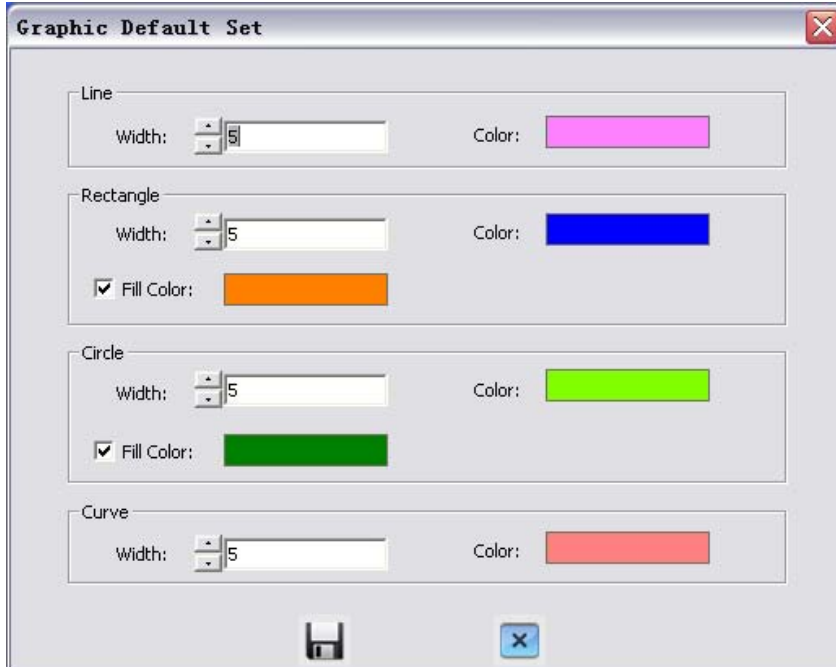 Graphic Default Set
Line
Width: 5 Color:
Rectangle
Width: 5 Color:
Fill Color:
Circle
Width: 5 Color:
Fill Color:
Curve
Width: 5 Color: